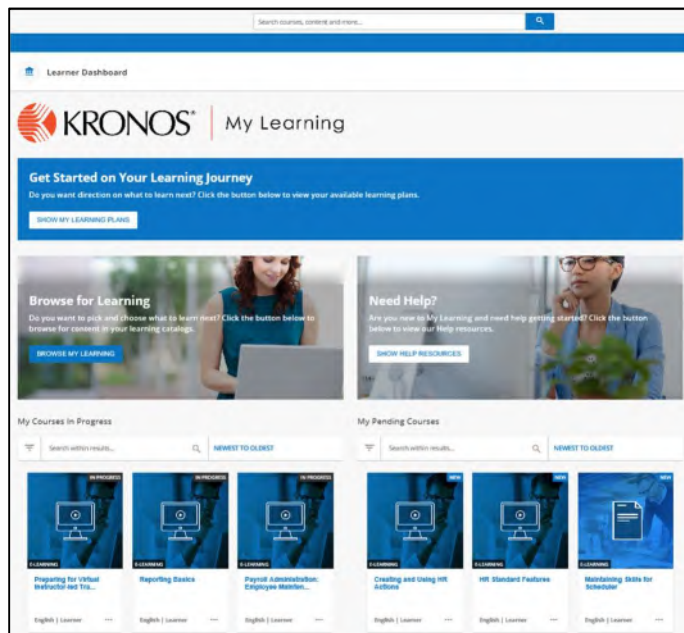 Search courses, content and more...
Learner Dashboard
KRONOS® My Learning
Get Started on Your Learning Journey
Do you want direction on what to learn next? Click the button below to view your available learning plans.
SHOW MY LEARNING PLANS
Browse for Learning
Do you want to pick and choose what to learn next? Click the button below to
browse for content in your learning catalogs.
BROWSE MY LEARNING
Need Help?
Are you new to My Learning and need help getting started? Click the button
below to view our Help resources.
SHOW HELP RESOURCES
My Courses In Progress
Search within results...
NEWEST TO OLDEST
IN PROGRESS
IN PROGRESS
IN PROGRESS
E-LEARNING
E-LEARNING
E-LEARNING
Preparing for Virtual
Instructor-led Tra...
Reporting Basics
Payroll Administration:
Employee Mainten...
English | Learner ...
English | Learner ...
English | Learner ...
My Pending Courses
Search within results...
NEWEST TO OLDEST
NEW
NEW
NEW
E-LEARNING
E-LEARNING
E-LEARNING
Creating and Using HR
Actions
HR Standard Features
Maintaining Skills for
Scheduler
English | Learner ...
English | Learner ...
English | Learner ...